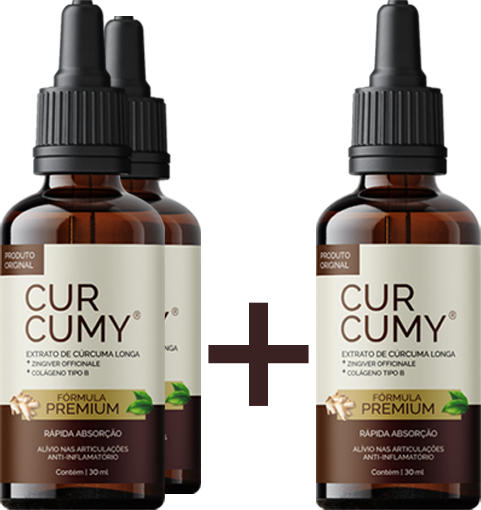 PRODUTO
ORIGINAL
CUR
CUMY®
EXTRATO DE CÚRCUMA LONGA
+ ZINGIVER OFFICINALE
+ COLÁGENO TIPO B
FÓRMULA
PREMIUM
RÁPIDA ABSORÇÃO
ALÍVIO NAS ARTICULAÇÕES
ANTI-INFLAMATÓRIO
Contém | 30 ml
®
NGA
+
PRODUTO
ORIGINAL
CUR
CUMY®
EXTRATO DE CÚRCUMA LONGA
+ ZINGIVER OFFICINALE
+ COLÁGENO TIPO B
FÓRMULA
PREMIUM
RÁPIDA ABSORÇÃO
ALÍVIO NAS ARTICULAÇÕES
ANTI-INFLAMATÓRIO
Contém | 30 ml